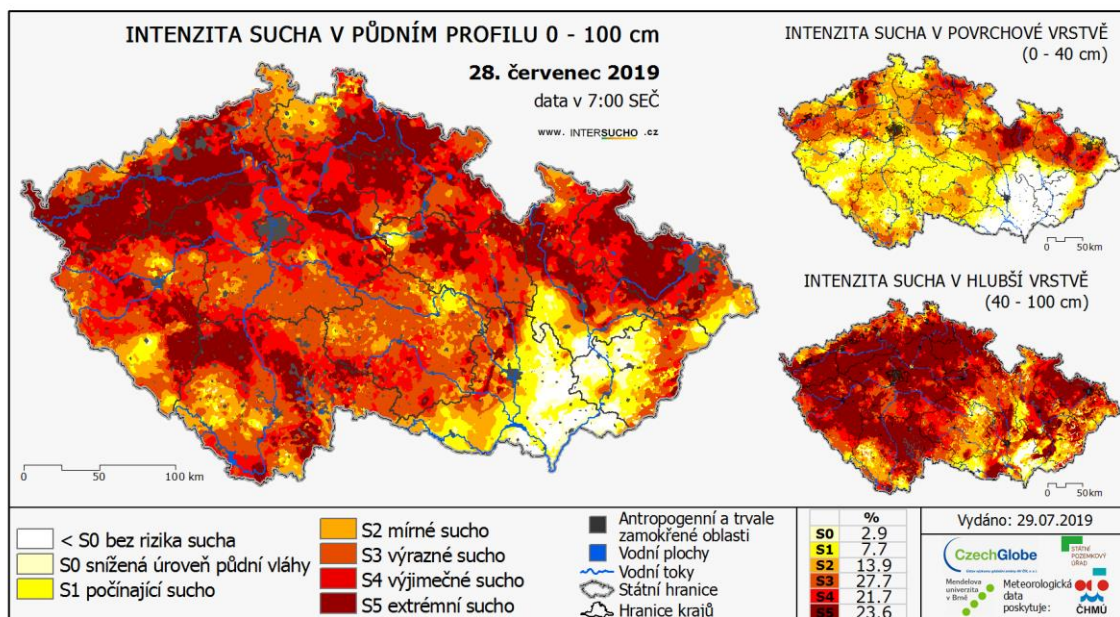 INTENZITA SUCHA V PŮDNÍM PROFILU 0 - 100 cm
28. červenec 2019
data v 7:00 SEČ
www. INTERSUCHO .cz
0 50 100 km
INTENZITA SUCHA V POVRCHOVÉ VRSTVĚ
(0 - 40 cm)
0 50km
INTENZITA SUCHA V HLUBŠÍ VRSTVĚ
(40 - 100 cm)
0 50km
< S0 bez rizika sucha
S0 snížená úroveň půdní vláhy
S1 počínající sucho
S2 mírné sucho
S3 výrazné sucho
S4 výjimečné sucho
S5 extrémní sucho
Antropogenní a trvale
zamokřené oblasti
Vodní plochy
Vodní toky
Státní hranice
Hranice krajů
%
S0 2.9
S1 7.7
S2 13.9
S3 27.7
S4 21.7
S5 23.6
Vydáno: 29.07.2019
CzechGlobe
STÁTNÍ
POZEMKOVÝ
ÚŘAD
Mendelova
univerzita
v Brně
Meteorologická
data
poskytuje:
ČHMÚ